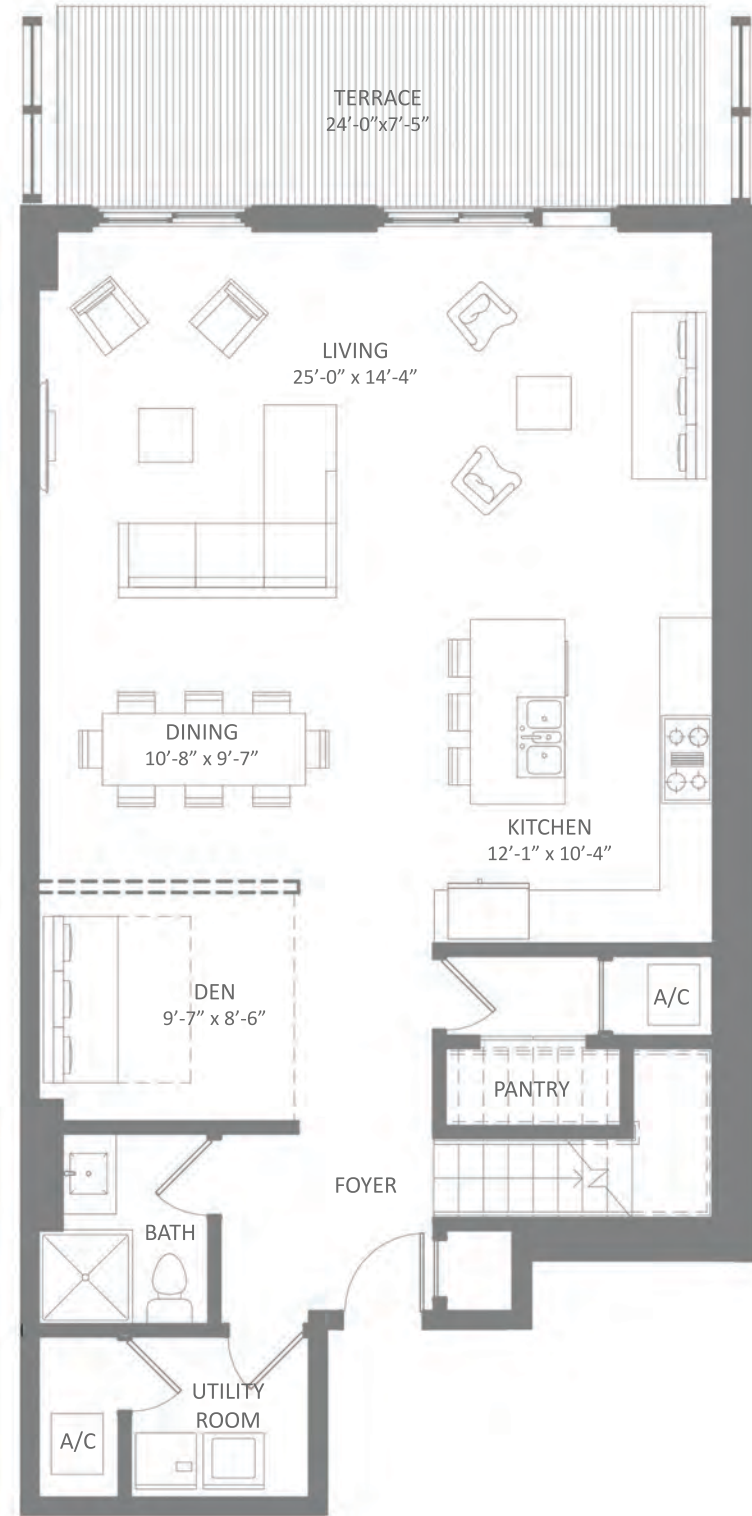 TERRACE
24’-0”x7’-5”
LIVING
25’-0” x 14’-4”
DINING
10’-8” x 9’-7”
KITCHEN
12’-1” x 10’-4”
DEN
9’-7” x 8’-6”
A/C
PANTRY
FOYER
BATH
UTILITY
ROOM
A/C